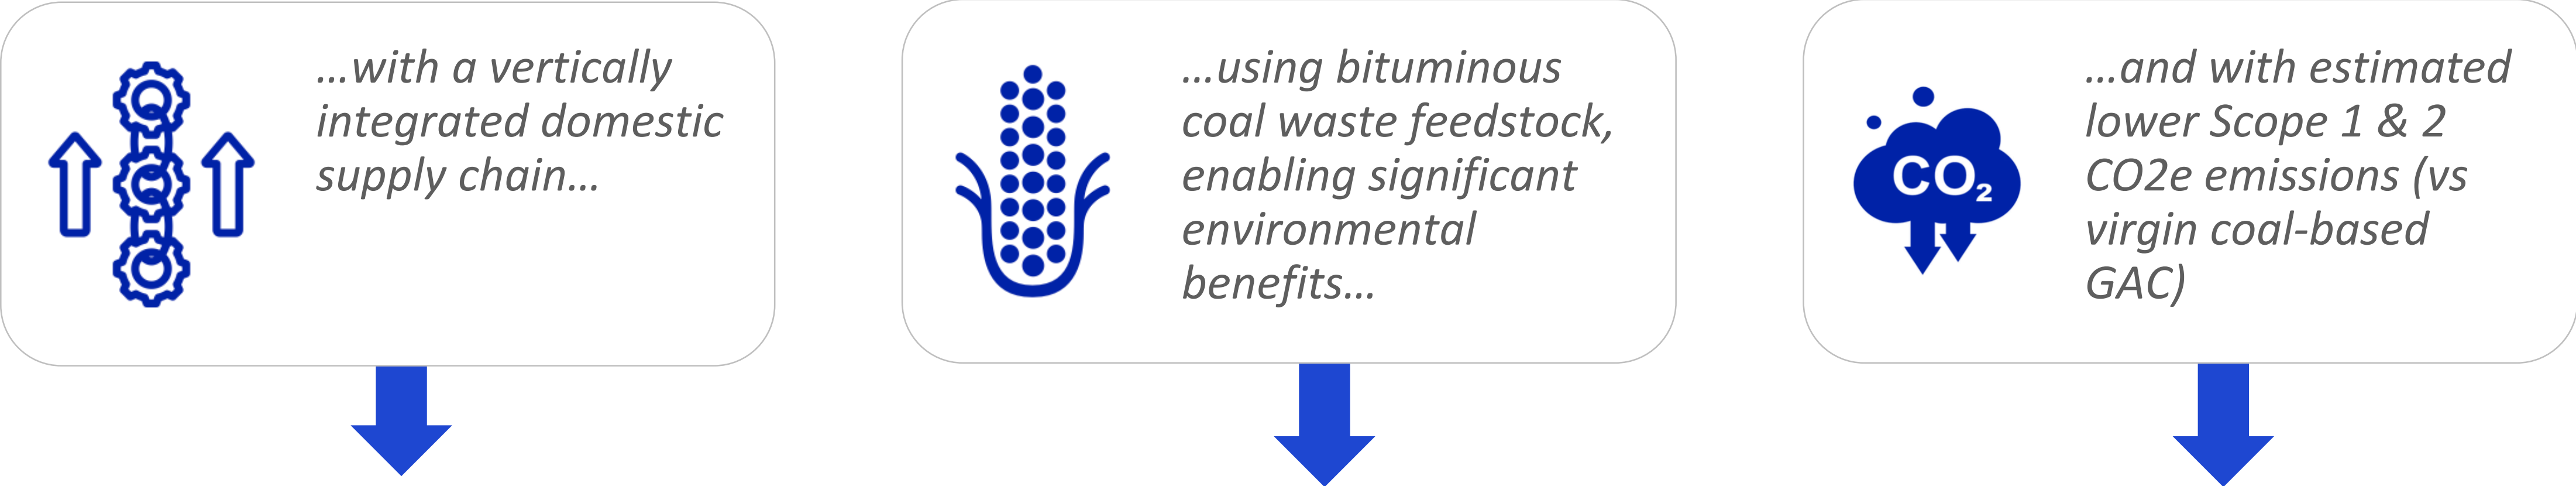 ...with a vertically
integrated domestic
supply chain...
...using bituminous
coal waste feedstock,
enabling significant
environmental
benefits...
CO2
...and with estimated
lower Scope 1 & 2
CO2e emissions (vs
virgin coal-based
GAC)